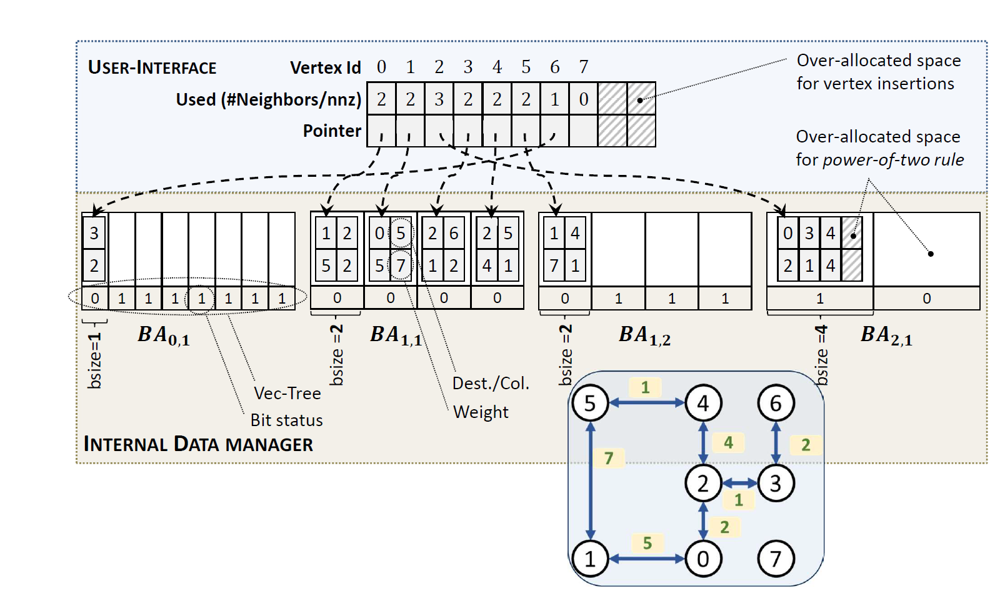 USER-INTERFACE
Vertex Id 0 1 2 3 4 5 6 7
Used (#Neighbors/nnz) 2 2 3 2 2 2 1 0
Pointer
Over-allocated space
for vertex insertions
Over-allocated space
for power-of-two rule
3
2
0 1 1 1 1 1 1 1
bsize=1
BA0,1
1 2 0 5 2 6 2 5
5 2 5 7 1 2 4 1
0 0 0 0
bsize =2
BA1,1
1 4
7 1
0 1 1 1
bsize =2
BA1,2
0 3 4
2 1 4
1 0
bsize =4
BA2,1
Vec-Tree
Bit status
Dest./Col.
Weight
INTERNAL DATA MANAGER
5 1 4 6
7 4 2
2 1 3
2
1 5 0 7